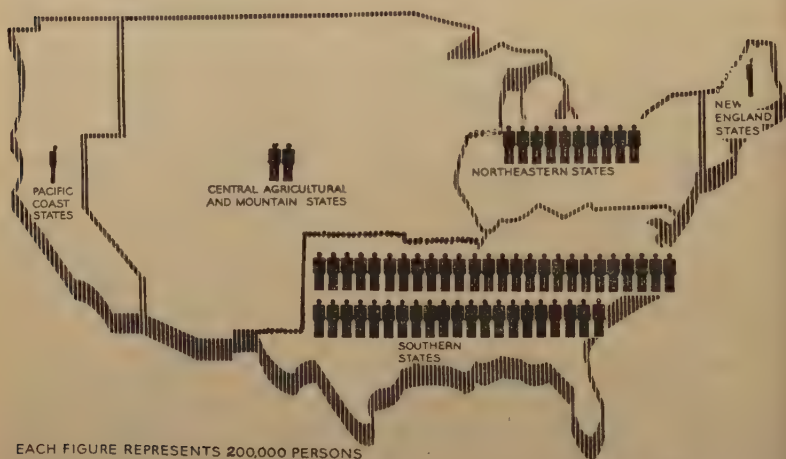 NEW
ENGLAND
STATES
NORTHEASTERN STATES
PACIFIC
COAST
STATES
CENTRAL AGRICULTURAL
AND MOUNTAIN STATES
SOUTHERN
STATES
EACH FIGURE REPRESENTS 200,000 PERSONS